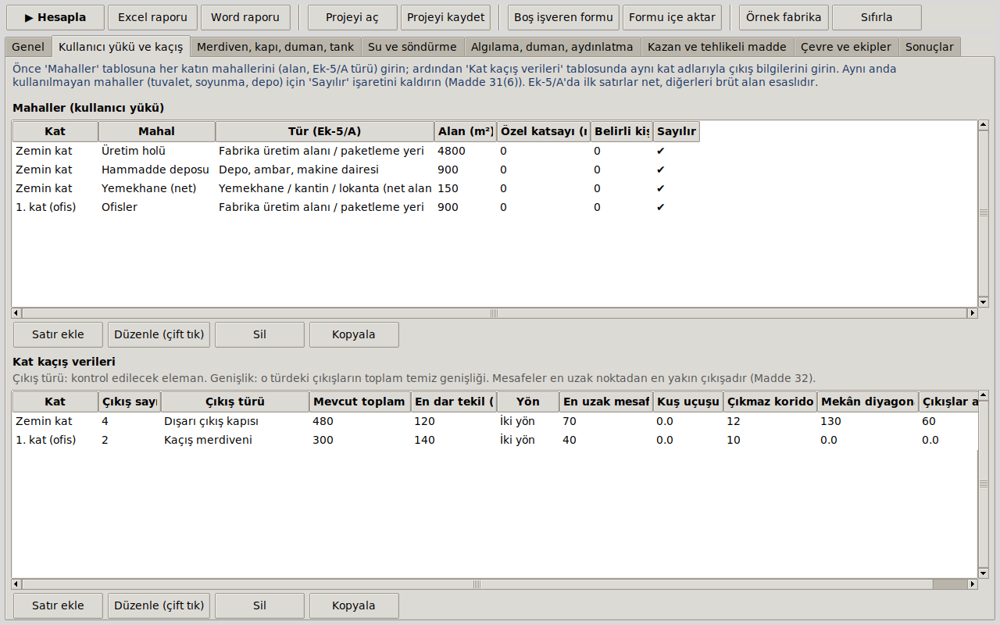 ▶ Hesapla Excel raporu Word raporu Projeyi aç Projeyi kaydet Boş işveren formu Formu içe aktar Örnek fabrika Sıfırla
Genel Kullanıcı yükü ve kaçış Merdiven, kapı, duman, tank Su ve söndürme Algılama, duman, aydınlatma Kazan ve tehlikeli madde Çevre ve ekipler Sonuçlar
Önce 'Mahaller' tablosuna her katın mahallerini (alan, Ek-5/A türü) girin; ardından 'Kat kaçış verileri' tablosunda aynı kat adlarıyla çıkış bilgilerini girin. Aynı anda
kullanılmayan mahaller (tuvalet, soyunma, depo) için 'Sayılır' işaretini kaldırın (Madde 31(6)). Ek-5/A'da ilk satırlar net, diğerleri brüt alan esaslıdır.
Mahaller (kullanıcı yükü)
Kat Mahal Tür (Ek-5/A) Alan (m²) Özel katsayı (ı Belirli kiş Sayılır
Zemin kat Üretim holü Fabrika üretim alanı / paketleme yeri 4800 0 0 ✔
Zemin kat Hammadde deposu Depo, ambar, makine dairesi 900 0 0 ✔
Zemin kat Yemekhane (net) Yemekhane / kantin / lokanta (net alan 150 0 0 ✔
1. kat (ofis) Ofisler Fabrika üretim alanı / paketleme yeri 900 0 0 ✔
Satır ekle Düzenle (çift tık) Sil Kopyala
Kat kaçış verileri
Çıkış türü: kontrol edilecek eleman. Genişlik: o türdeki çıkışların toplam temiz genişliği. Mesafeler en uzak noktadan en yakın çıkışadır (Madde 32).
Kat Çıkış sayı Çıkış türü Mevcut toplam En dar tekil ( Yön En uzak mesaf Kuş uçuşu Çıkmaz korido Mekân diyagon Çıkışlar a
Zemin kat 4 Dışarı çıkış kapısı 480 120 İki yön 70 0.0 12 130 60
1. kat (ofis) 2 Kaçış merdiveni 300 140 İki yön 40 0.0 10 0.0 0.0
Satır ekle Düzenle (çift tık) Sil Kopyala